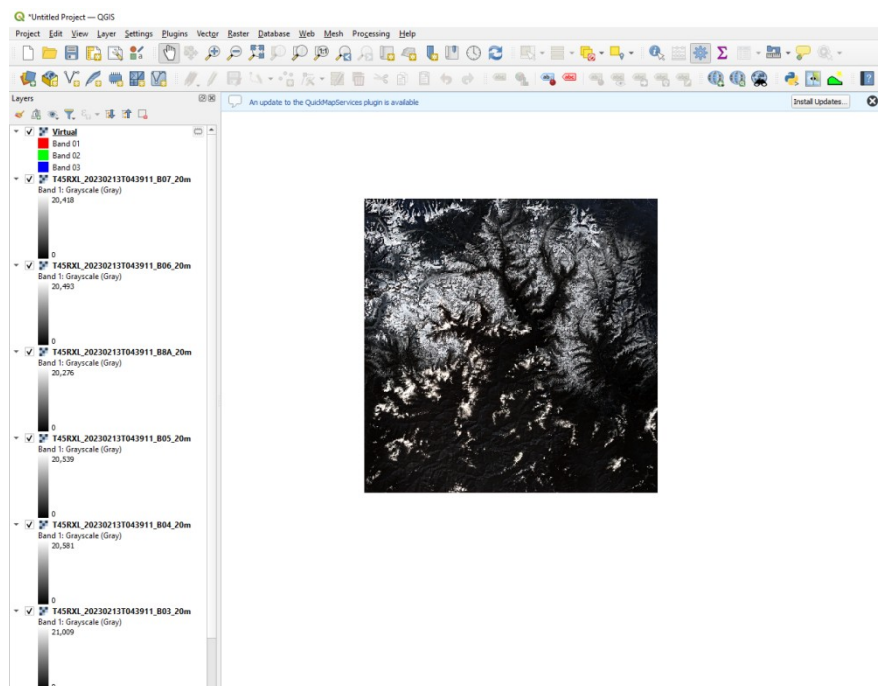 *Untitled Project — QGIS
Project Edit View Layer Settings Plugins Vector Raster Database Web Mesh Processing Help
Layers
An update to the QuickMapServices plugin is available
Install Updates...
Virtual
Band 01
Band 02
Band 03
T45RXL_20230213T043911_B07_20m
Band 1: Grayscale (Gray)
20,418
0
T45RXL_20230213T043911_B06_20m
Band 1: Grayscale (Gray)
20,493
0
T45RXL_20230213T043911_B8A_20m
Band 1: Grayscale (Gray)
20,276
0
T45RXL_20230213T043911_B05_20m
Band 1: Grayscale (Gray)
20,539
0
T45RXL_20230213T043911_B04_20m
Band 1: Grayscale (Gray)
20,581
0
T45RXL_20230213T043911_B03_20m
Band 1: Grayscale (Gray)
21,009
0